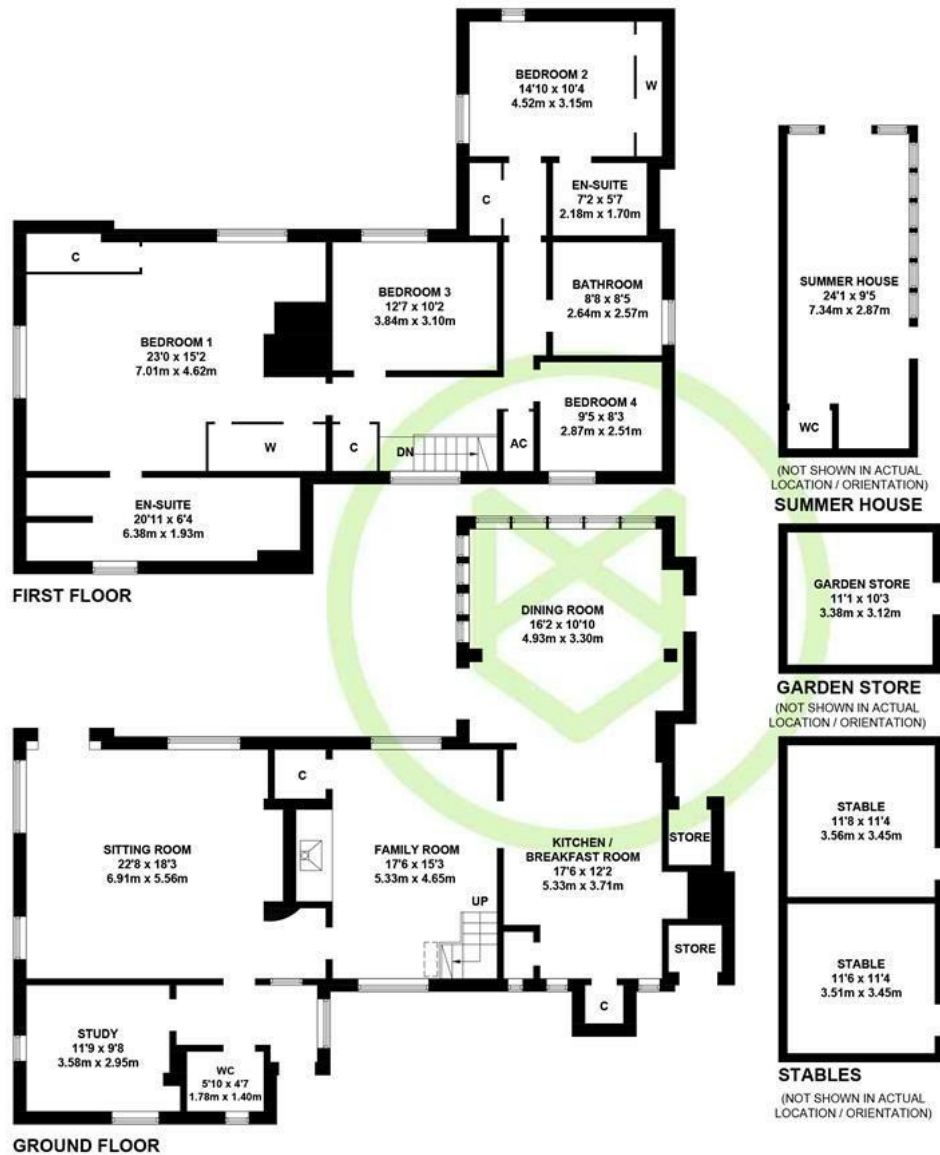 BEDROOM 2
14'10 x 10'4
4.52m x 3.15m
W
C
EN-SUITE
7'2 x 5'7
2.18m x 1.70m
C
BEDROOM 1
23'0 x 15'2
7.01m x 4.62m
BEDROOM 3
12'7 x 10'2
3.84m x 3.10m
BATHROOM
8'8 x 8'5
2.64m x 2.57m
BEDROOM 4
9'5 x 8'3
2.87m x 2.51m
W
C
DN
AC
EN-SUITE
20'11 x 6'4
6.38m x 1.93m
FIRST FLOOR
SUMMER HOUSE
24'1 x 9'5
7.34m x 2.87m
WC
(NOT SHOWN IN ACTUAL
LOCATION / ORIENTATION)
SUMMER HOUSE
GARDEN STORE
11'1 x 10'3
3.38m x 3.12m
GARDEN STORE
(NOT SHOWN IN ACTUAL
LOCATION / ORIENTATION)
DINING ROOM
16'2 x 10'10
4.93m x 3.30m
C
SITTING ROOM
22'8 x 18'3
6.91m x 5.56m
FAMILY ROOM
17'6 x 15'3
5.33m x 4.65m
UP
KITCHEN /
BREAKFAST ROOM
17'6 x 12'2
5.33m x 3.71m
STORE
STORE
C
STUDY
11'9 x 9'8
3.58m x 2.95m
WC
5'10 x 4'7
1.78m x 1.40m
GROUND FLOOR
STABLE
11'8 x 11'4
3.56m x 3.45m
STABLE
11'6 x 11'4
3.51m x 3.45m
STABLES
(NOT SHOWN IN ACTUAL
LOCATION / ORIENTATION)